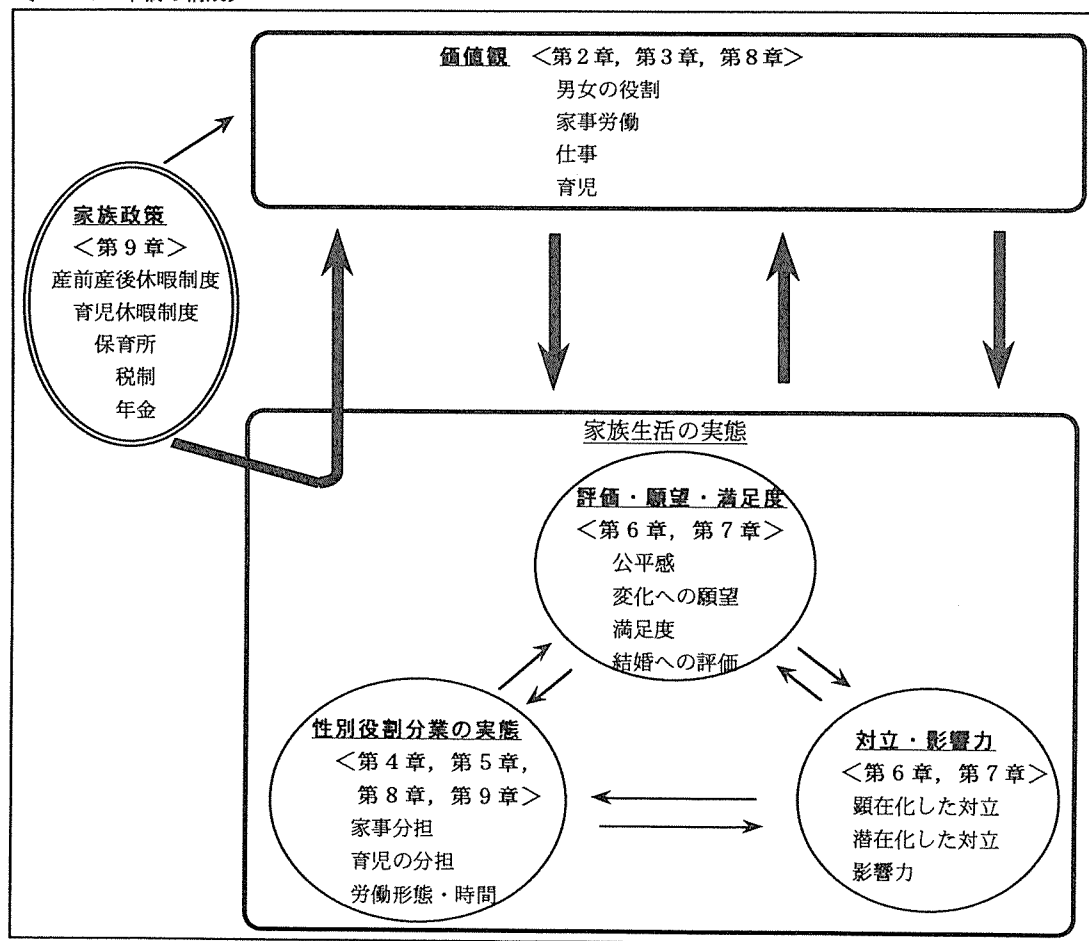 価値観 <第2章,第3章,第8章>
男女の役割
家事労働
仕事
育児
家族政策
<第9章>
産前産後休暇制度
育児休暇制度
保育所
税制
年金
家族生活の実態
評価・願望・満足度
<第6章,第7章>
公平感
変化への願望
満足度
結婚への評価
性別役割分業の実態
<第4章,第5章,
第8章,第9章>
家事分担
育児の分担
労働形態・時間
対立・影響力
<第6章,第7章>
顕在化した対立
潜在化した対立
影響力